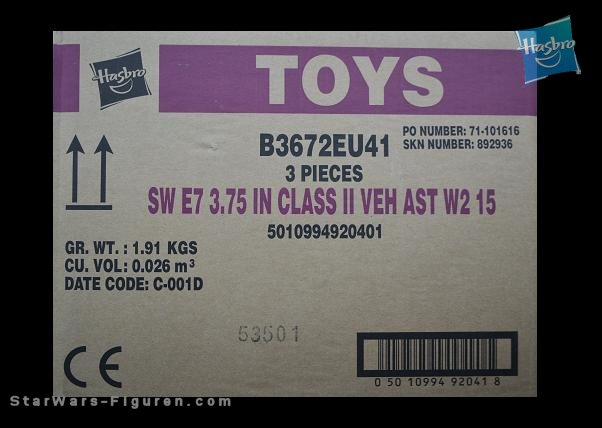 Hasbro
Hasbro
TOYS
B3672EU41
PO NUMBER: 71-101616
SKN NUMBER: 892936
3 PIECES
SW E7 3.75 IN CLASS II VEH AST W2 15
5010994920401
GR. WT. : 1.91 KGS
CU. VOL: 0.026 m³
DATE CODE: C-001D
53501
CE
0 50 10994 92041 8
StarWars-Figuren.com